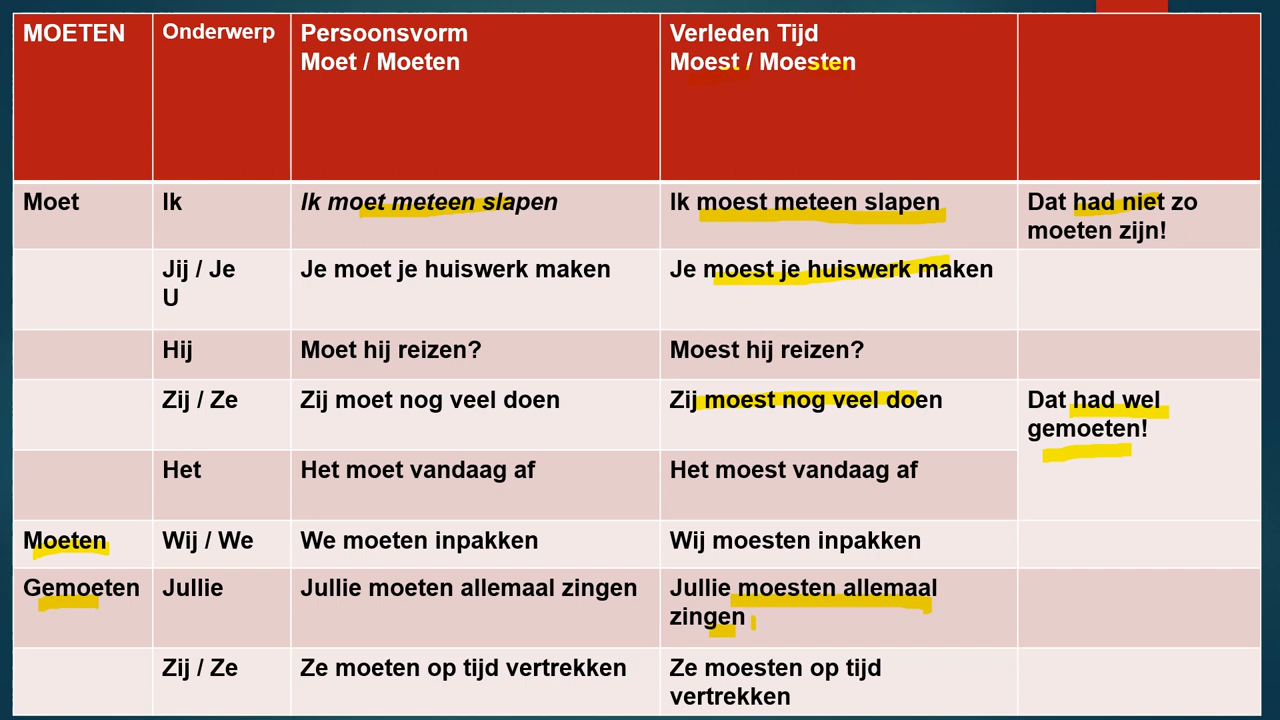 MOETEN
Onderwerp
Persoonsvorm
Moet / Moeten
Verleden Tijd
Moest / Moesten
Moet
Ik
Ik moet meteen slapen
Ik moest meteen slapen
Dat had niet zo
moeten zijn!
Jij / Je
U
Je moet je huiswerk maken
Je moest je huiswerk maken
Hij
Moet hij reizen?
Moest hij reizen?
Zij / Ze
Zij moet nog veel doen
Zij moest nog veel doen
Dat had wel
gemoeten!
Het
Het moet vandaag af
Het moest vandaag af
Moeten
Wij / We
We moeten inpakken
Wij moesten inpakken
Gemoeten
Jullie
Jullie moeten allemaal zingen
Jullie moesten allemaal
zingen
Zij / Ze
Ze moeten op tijd vertrekken
Ze moesten op tijd
vertrekken